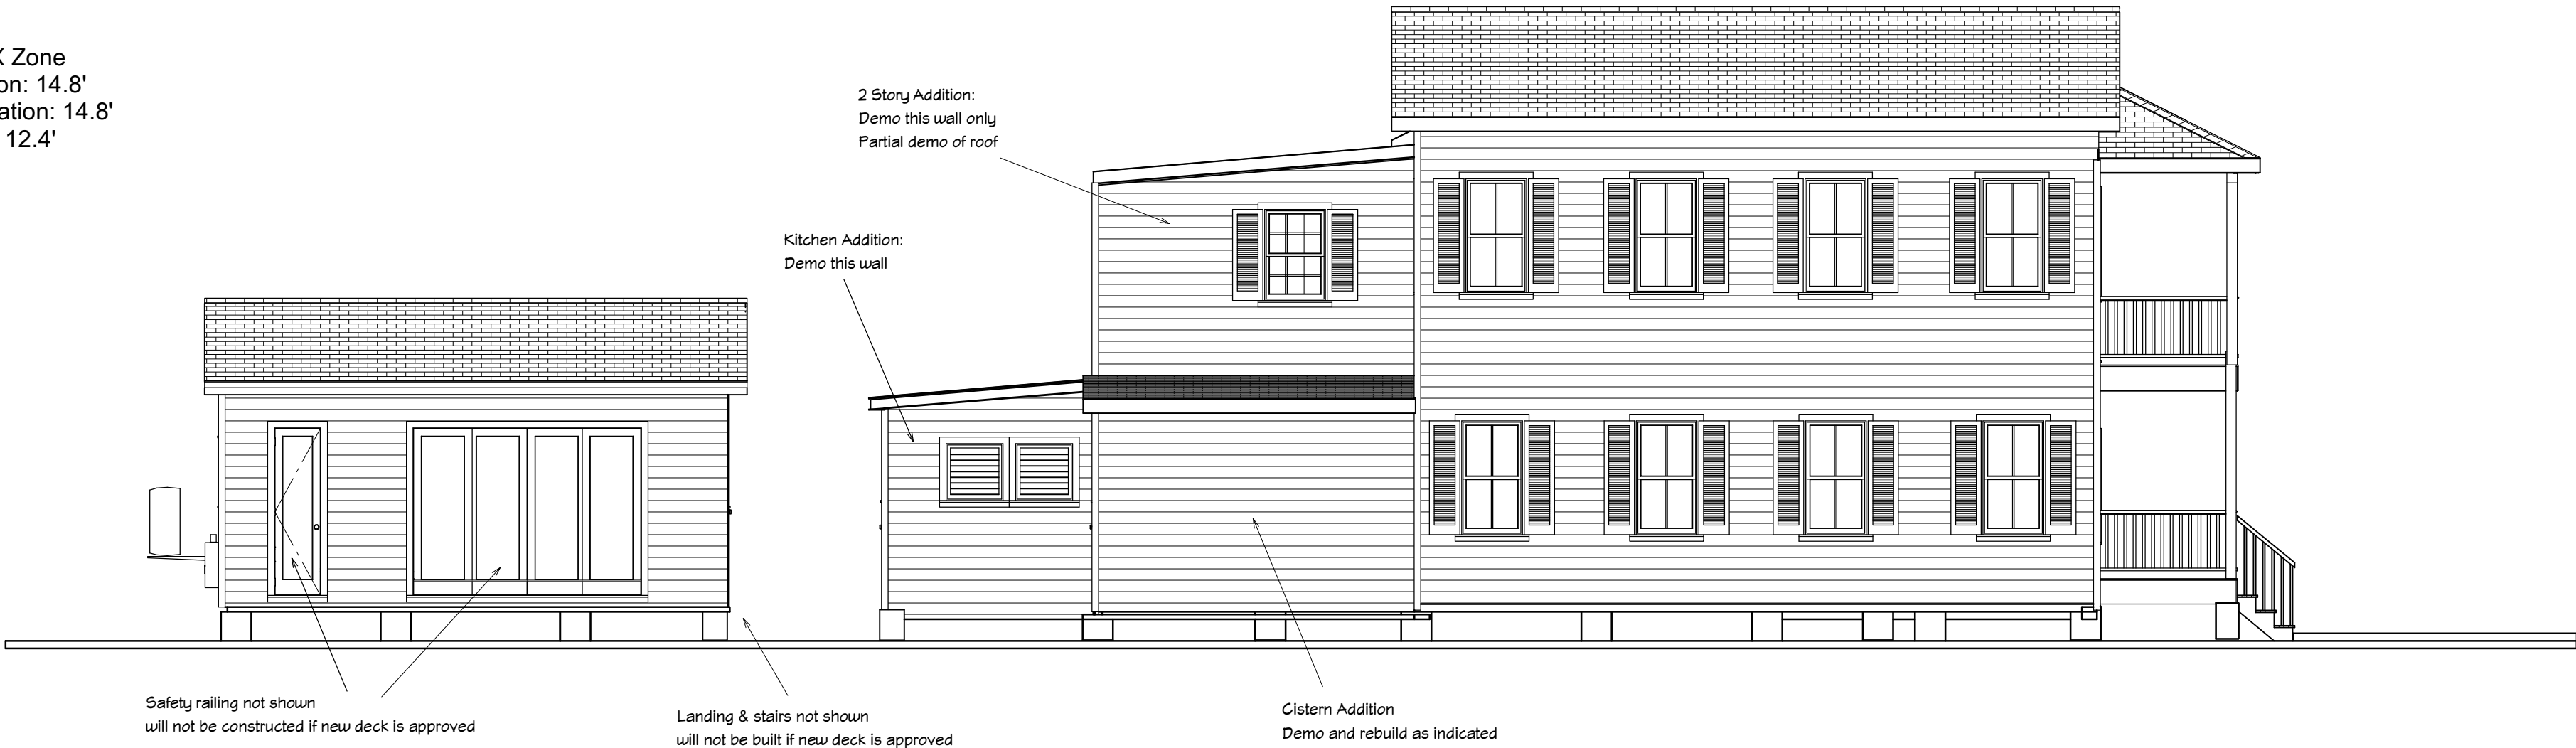 X Zone
on: 14.8'
ation: 14.8'
12.4'
2 Story Addition:
Demo this wall only
Partial demo of roof
Kitchen Addition:
Demo this wall
Safety railing not shown
will not be constructed if new deck is approved
Landing & stairs not shown
will not be built if new deck is approved
Cistern Addition
Demo and rebuild as indicated